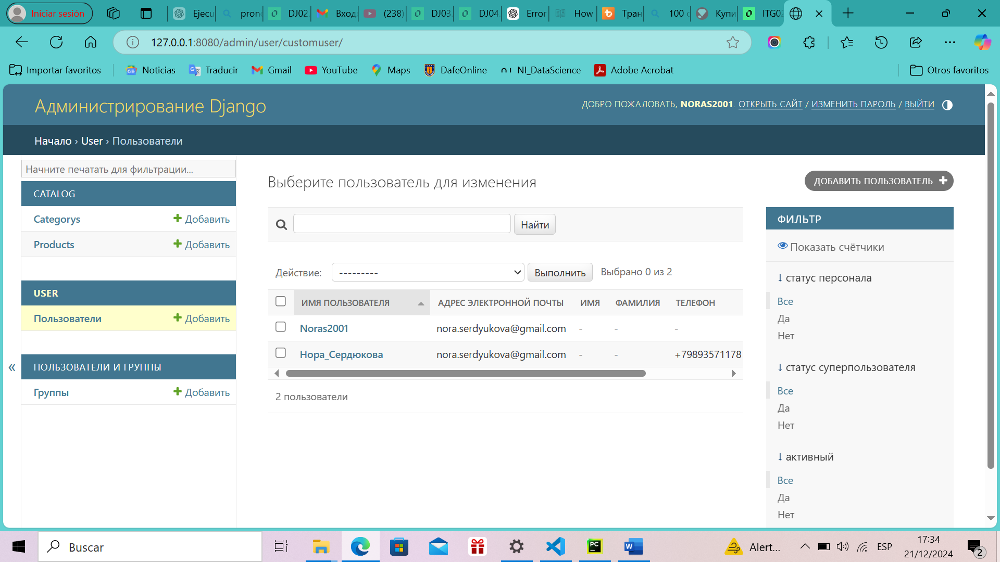 Iniciar sesión
Ejecu
pron
DJ02
Вход
(238)
DJ03
DJ04
Error
How
Тран
100
Купи
ITG02
127.0.0.1:8080/admin/user/customuser/
Importar favoritos
Noticias
Traducir
Gmail
YouTube
Maps
DafeOnline
NI_DataScience
Adobe Acrobat
Otros favoritos
Администрирование Django
ДОБРО ПОЖАЛОВАТЬ, NORAS2001. ОТКРЫТЬ САЙТ / ИЗМЕНИТЬ ПАРОЛЬ / ВЫЙТИ
Начало › User › Пользователи
Начните печатать для фильтрации...
CATALOG
Categorys
Добавить
Products
Добавить
USER
Пользователи
Добавить
«
ПОЛЬЗОВАТЕЛИ И ГРУППЫ
Группы
Добавить
Выберите пользователь для изменения
ДОБАВИТЬ ПОЛЬЗОВАТЕЛЬ
Найти
Действие:
---------
Выполнить
Выбрано 0 из 2
ИМЯ ПОЛЬЗОВАТЕЛЯ АДРЕС ЭЛЕКТРОННОЙ ПОЧТЫ ИМЯ ФАМИЛИЯ ТЕЛЕФОН
Noras2001 nora.serdyukova@gmail.com - - -
Нора_Сердюкова nora.serdyukova@gmail.com - - +79893571178
2 пользователи
ФИЛЬТР
Показать счётчики
↓ статус персонала
Все
Да
Нет
↓ статус суперпользователя
Все
Да
Нет
↓ активный
Все
Да
Нет
Buscar
PC
W
Alert...
ESP
17:34
21/12/2024
2